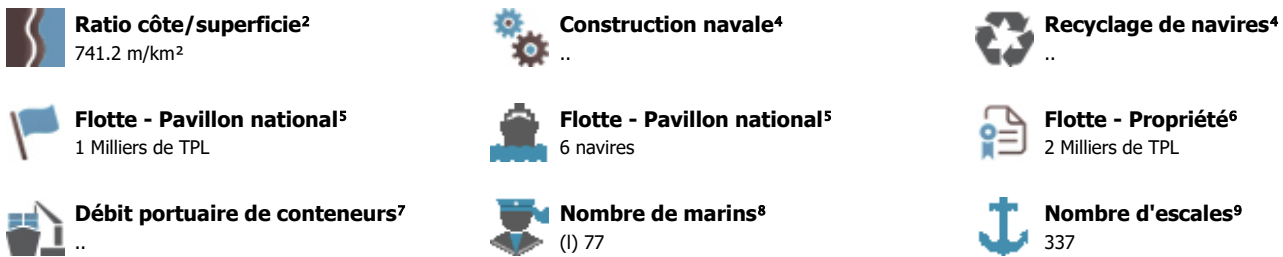 Ratio côte/superficie²
741.2 m/km²
Construction navale⁴
..
Recyclage de navires⁴
..
Flotte - Pavillon national⁵
1 Milliers de TPL
Flotte - Pavillon national⁵
6 navires
Flotte - Propriété⁶
2 Milliers de TPL
Débit portuaire de conteneurs⁷
..
Nombre de marins⁸
(l) 77
Nombre d'escales⁹
337